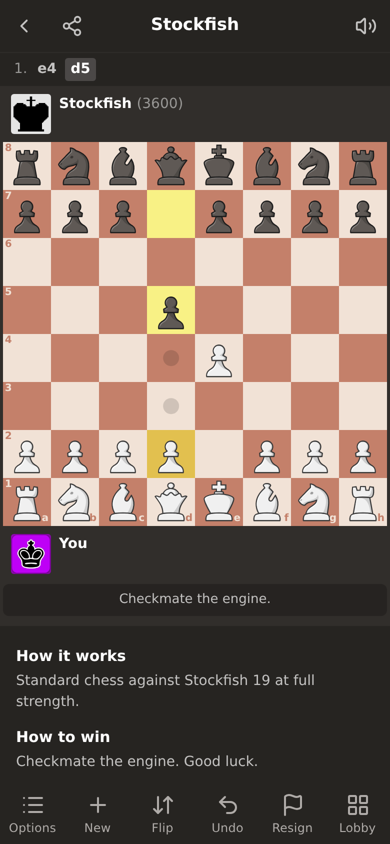 Stockfish
1. e4 d5
Stockfish (3600)
8
7
6
5
4
3
2
1
a b c d e f g h
You
Checkmate the engine.
How it works
Standard chess against Stockfish 19 at full
strength.
How to win
Checkmate the engine. Good luck.
Options New Flip Undo Resign Lobby